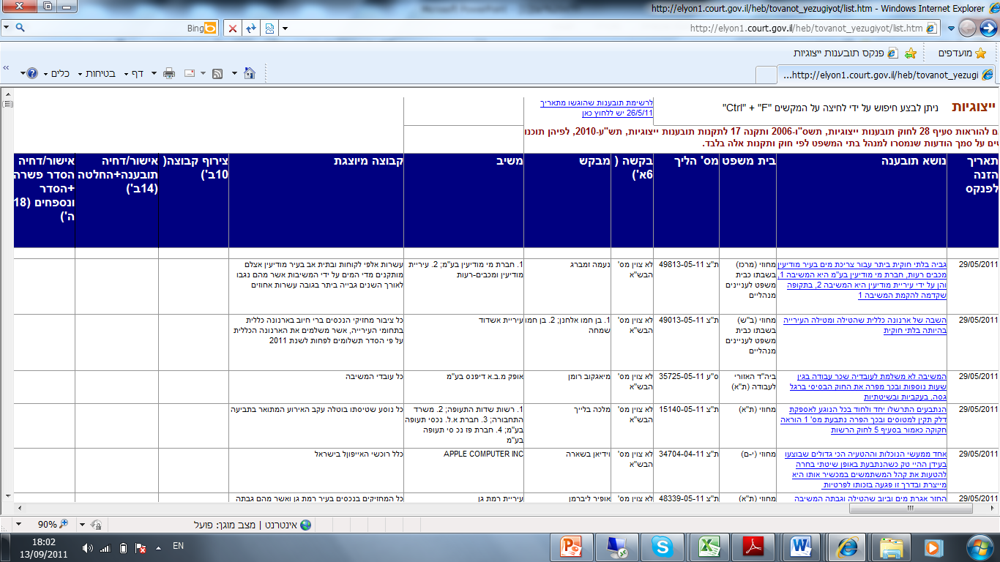 http://elyon1.court.gov.il/heb/tovanot_yezugiyot/list.htm - Windows Internet Explorer
http://elyon1.court.gov.il/heb/tovanot_yezugiyot/list.htm
Bing
מועדפים
פנקס תובענות ייצוגיות
http://elyon1.court.gov.il/heb/tovanot_yezugi...
דף
בטיחות
כלים
ייצוגיות
ניתן לבצע חיפוש על ידי לחיצה על המקשים "Ctrl" + "F"
לרשימת תובענות שהוגשו מתאריך
26/5/11 יש ללחוץ כאן
ם להוראות סעיף 28 לחוק תובענות ייצוגיות, תשס"ו-2006 ותקנה 17 לתקנות תובענות ייצוגיות, תש"ע-2010, לפיהן תוכנו
שים על סמך הודעות שנמסרו למנהל בתי המשפט לפי חוק ותקנות אלה בלבד.
תאריך
הזנה
לפנקס
נושא תובענה
בית משפט
מס' הליך
בקשה (
6א')
מבקש
משיב
קבוצה מיוצגת
צירוף קבוצה(
10ב')
אישור/דחיה
תובענה+החלטה
(14ב')
אישור/דחיה
הסדר פשרה
+הסדר
ונספחים (18
ה')
29/05/2011
גביה בלתי חוקית ביתר עבור צריכת מים בעיר מודיעין
מכבים רעות, חברת מי מודיעין בע"מ היא המשיבה 1,
והן על ידי עיריית מודיעין היא המשיבה 2, בתקופה
שקדמה להקמת המשיבה 1
מחוזי (מרכז)
בשבתו כבית
משפט לעניינים
מנהליים
ת"צ 49813-05-11
לא צוין מס'
הבש"א
נעמה זמברג
1. חברת מי מודיעין בע"מ; 2. עיריית
מודיעין ומכבים-רעות
עשרות אלפי לקוחות ובתית אב בעיר מודיעין אצלם
מותקנים מדי המים על ידי המשיבות אשר מהם נגבו
לאורך השנים גבייה ביתר בגובה עשרות אחוזים
29/05/2011
השבה של ארנונה כללית שהטילה ומטילה העירייה
בהיותה בלתי חוקית
מחוזי (ב"ש)
בשבתו כבית
משפט לעניינים
מנהליים
ת"צ 49013-05-11
לא צוין מס'
הבש"א
1. בן חמו אלחנן; 2. בן חמו
שמחה
עיריית אשדוד
כל ציבור מחזיקי הנכסים ברי חיוב בארנונה כללית
בתחומי העירייה, אשר משלמים את הארנונה הכללית
על פי הסדר תשלומים לפחות לשנת 2011
29/05/2011
המשיבה לא משלמת לעובדיה שכר עבודה בגין
שעות נוספות ובכך מפרה את החוק הבסיסי ברגל
גסה, בעקביות ובשיטתיות
ביה"ד האזורי
לעבודה (ת"א)
ס"ע 35725-05-11
לא צוין מס'
הבש"א
מיאגקוב רומן
אופק מ.ב.א דיפנס בע"מ
כל עובדי המשיבה
29/05/2011
הנתבעים התרשלו יחד ולחוד בכל הנוגע לאספקת
דלק תקין למטוסים ובכך הפרה נתבעת מס' 1 הוראה
חקוקה כאמור בסעיף 5 לחוק הרשות
מחוזי (ת"א)
ת"צ 15140-05-11
לא צוין מס'
הבש"א
מלכה בלייך
1. רשות שדות התעופה; 2. משרד
התחבורה; 3. חברת א.ל. נכסי תעופה
בע"מ; 4. חברת פז נכ סי תעופה
בע"מ
כל נוסע שטיסתו בוטלה עקב האירוע המתואר בתביעה
29/05/2011
אחד ממעשי הנוכלות וההטעיה הכי גדולים שבוצעו
בעידן ההיי טק כשהנתבעת באופן שיטתי בחרה
להטעות את קהל המשתמשים במכשיר אותו היא
מייצרת ובדרך זו פגעה בזכותו לפרטיות
מחוזי (י-ם)
ת"צ 34704-04-11
לא צוין מס'
הבש"א
וידיאן בשארה
APPLE COMPUTER INC
כלל רוכשי האייפוןל בישראל
29/05/2011
החזר אגרת מים וביוב שהטילה וגבתה המשיבה
מחוזי (ת"א)
ת"צ 48339-05-11
לא צוין מס'
אופיר ליברמן
עיריית רמת גן
כל המחזיקים בנכסים בעיר רמת גן ואשר מהם גבתה
אינטרנט | מצב מוגן: פועל
90%
EN
18:02
13/09/2011